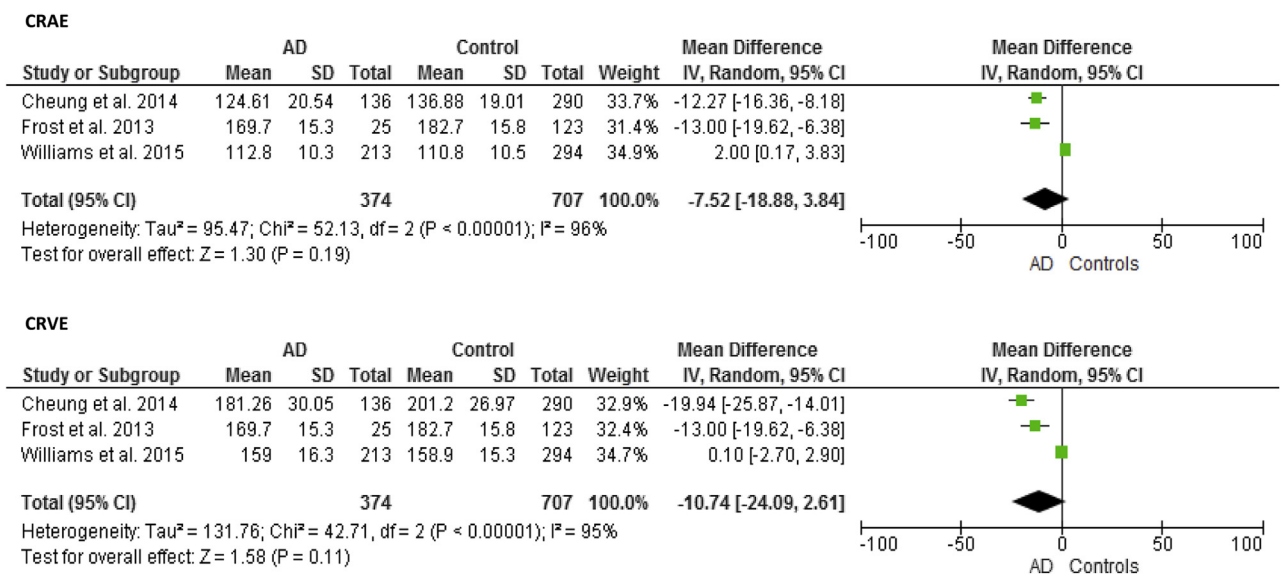 CRAE
AD Control Mean Difference Mean Difference
Study or Subgroup Mean SD Total Mean SD Total Weight IV, Random, 95% CI IV, Random, 95% CI
Cheung et al. 2014 124.61 20.54 136 136.88 19.01 290 33.7% -12.27 [-16.36, -8.18]
Frost et al. 2013 169.7 15.3 25 182.7 15.8 123 31.4% -13.00 [-19.62, -6.38]
Williams et al. 2015 112.8 10.3 213 110.8 10.5 294 34.9% 2.00 [0.17, 3.83]
Total (95% CI) 374 707 100.0% -7.52 [-18.88, 3.84]
Heterogeneity: Tau² = 95.47; Chi² = 52.13, df = 2 (P < 0.00001); I² = 96%
Test for overall effect: Z = 1.30 (P = 0.19)
-100 -50 0 50 100
AD Controls
CRVE
AD Control Mean Difference Mean Difference
Study or Subgroup Mean SD Total Mean SD Total Weight IV, Random, 95% CI IV, Random, 95% CI
Cheung et al. 2014 181.26 30.05 136 201.2 26.97 290 32.9% -19.94 [-25.87, -14.01]
Frost et al. 2013 169.7 15.3 25 182.7 15.8 123 32.4% -13.00 [-19.62, -6.38]
Williams et al. 2015 159 16.3 213 158.9 15.3 294 34.7% 0.10 [-2.70, 2.90]
Total (95% CI) 374 707 100.0% -10.74 [-24.09, 2.61]
Heterogeneity: Tau² = 131.76; Chi² = 42.71, df = 2 (P < 0.00001); I² = 95%
Test for overall effect: Z = 1.58 (P = 0.11)
-100 -50 0 50 100
AD Controls